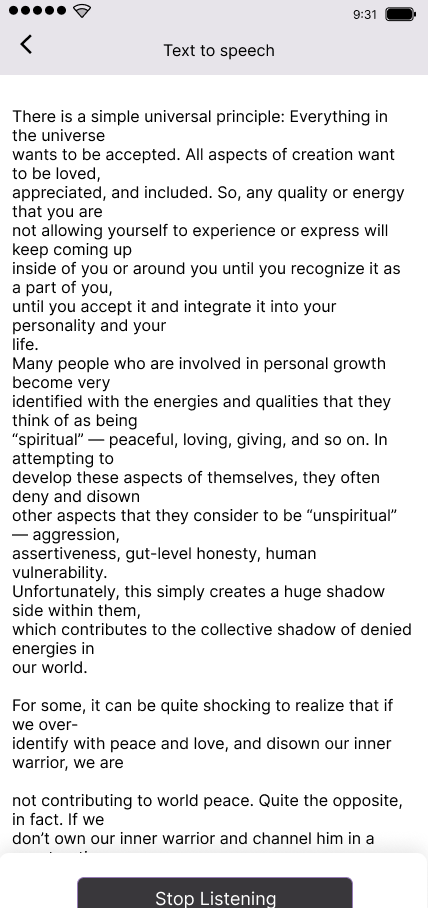 9:31
Text to speech
There is a simple universal principle: Everything in
the universe
wants to be accepted. All aspects of creation want
to be loved,
appreciated, and included. So, any quality or energy
that you are
not allowing yourself to experience or express will
keep coming up
inside of you or around you until you recognize it as
a part of you,
until you accept it and integrate it into your
personality and your
life.
Many people who are involved in personal growth
become very
identified with the energies and qualities that they
think of as being
“spiritual” — peaceful, loving, giving, and so on. In
attempting to
develop these aspects of themselves, they often
deny and disown
other aspects that they consider to be “unspiritual”
— aggression,
assertiveness, gut-level honesty, human
vulnerability.
Unfortunately, this simply creates a huge shadow
side within them,
which contributes to the collective shadow of denied
energies in
our world.
For some, it can be quite shocking to realize that if
we over-
identify with peace and love, and disown our inner
warrior, we are
not contributing to world peace. Quite the opposite,
in fact. If we
don’t own our inner warrior and channel him in a
Stop Listening